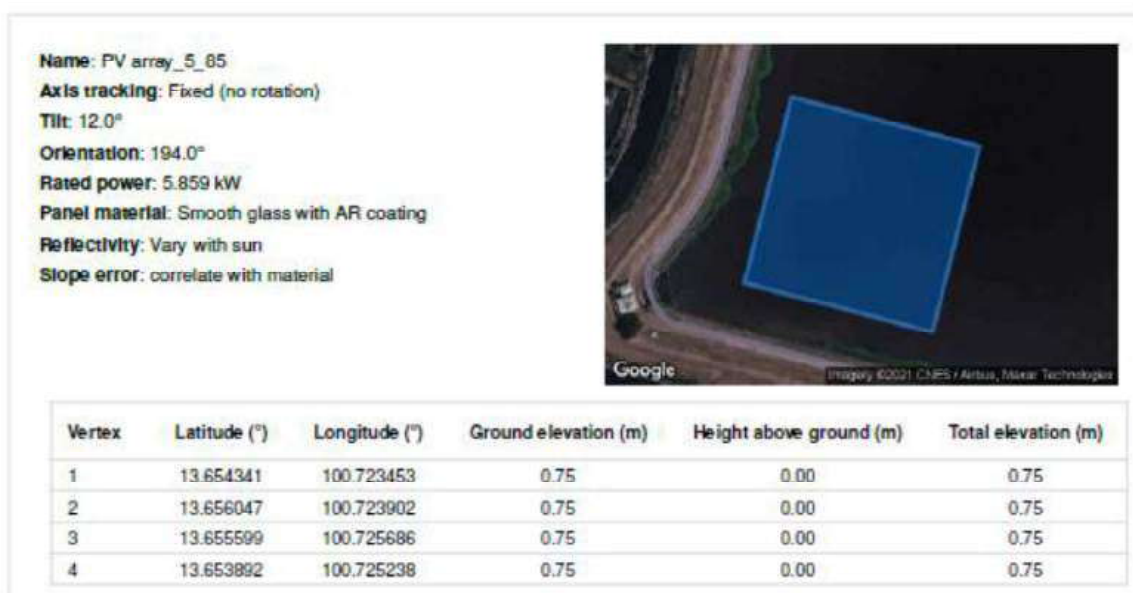 Name: PV array_5_85
Axis tracking: Fixed (no rotation)
Tilt: 12.0°
Orientation: 194.0°
Rated power: 5.859 kW
Panel material: Smooth glass with AR coating
Reflectivity: Vary with sun
Slope error: correlate with material
Google
Imagery ©2021 CNES / Airbus, Maxar Technologies
Vertex Latitude (°) Longitude (°) Ground elevation (m) Height above ground (m) Total elevation (m)
1 13.654341 100.723453 0.75 0.00 0.75
2 13.656047 100.723902 0.75 0.00 0.75
3 13.655599 100.725686 0.75 0.00 0.75
4 13.653892 100.725238 0.75 0.00 0.75